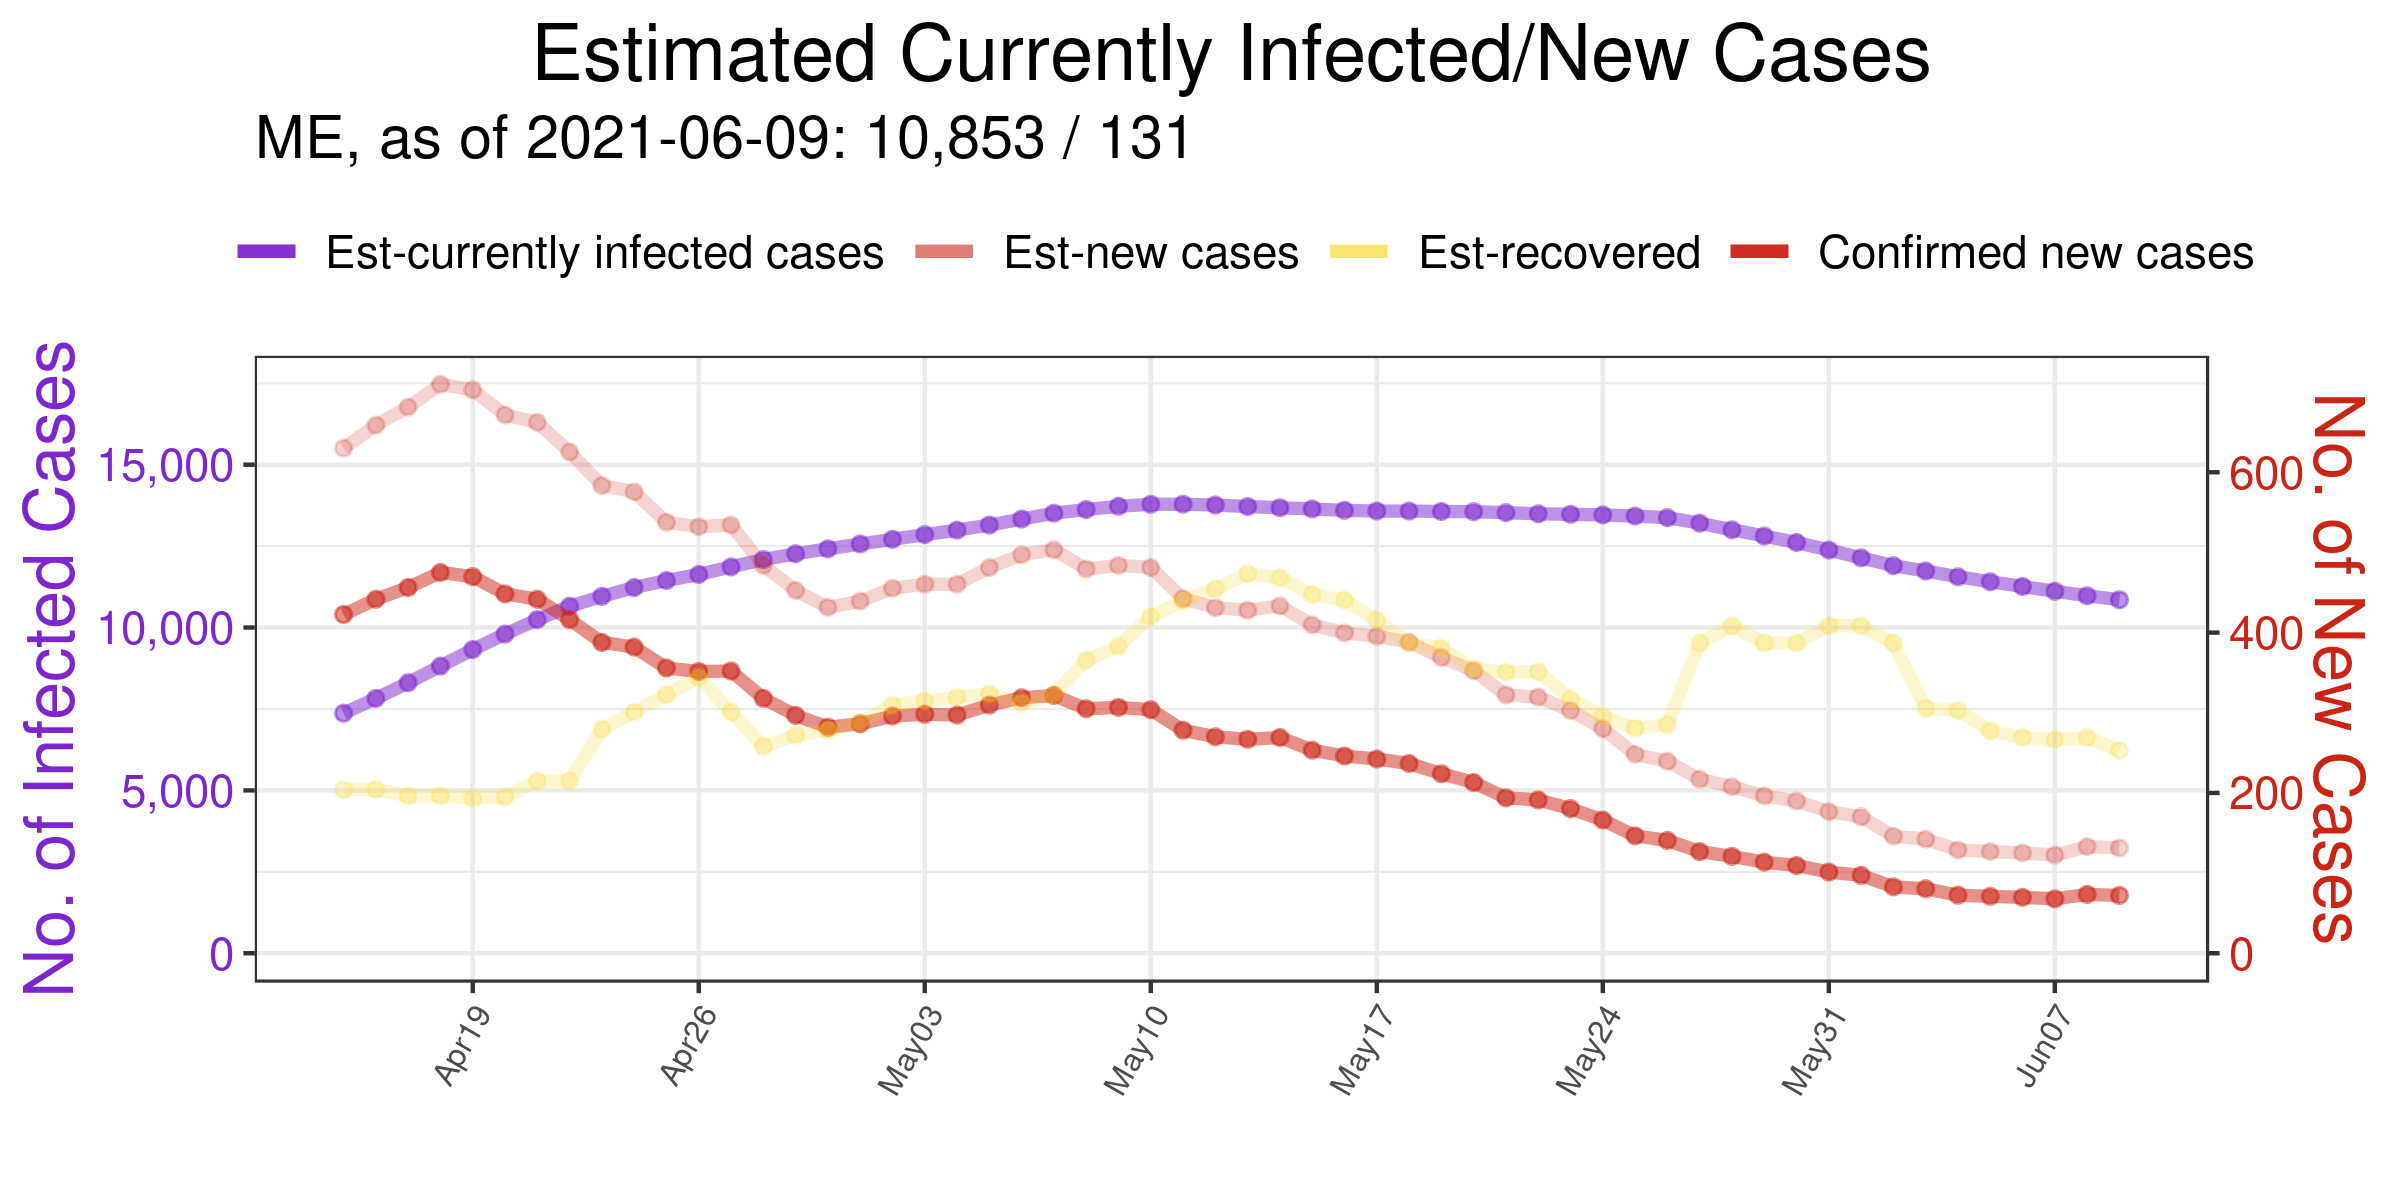 Estimated Currently Infected/New Cases
ME, as of 2021-06-09: 10,853 / 131
Est-currently infected cases Est-new cases Est-recovered Confirmed new cases
No. of Infected Cases
15,000
10,000
5,000
0
600
400
200
0
No. of New Cases
Apr19 Apr26 May03 May10 May17 May24 May31 Jun07